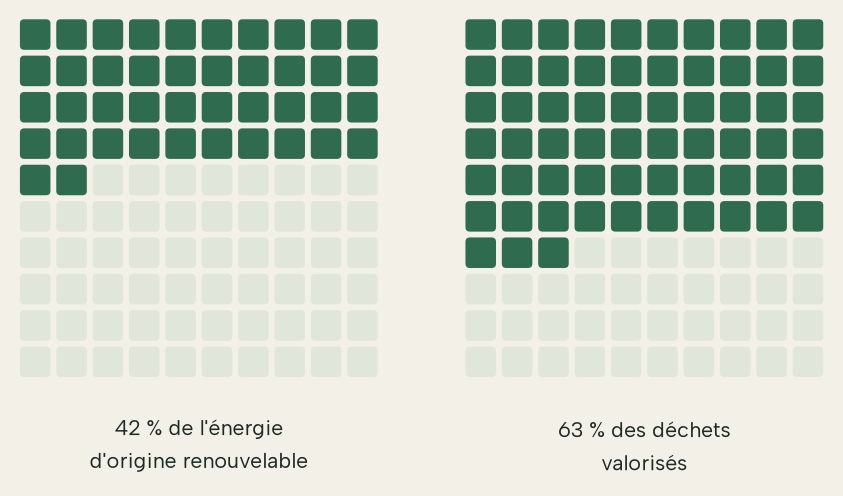 42 % de l'énergie
d'origine renouvelable
63 % des déchets
valorisés